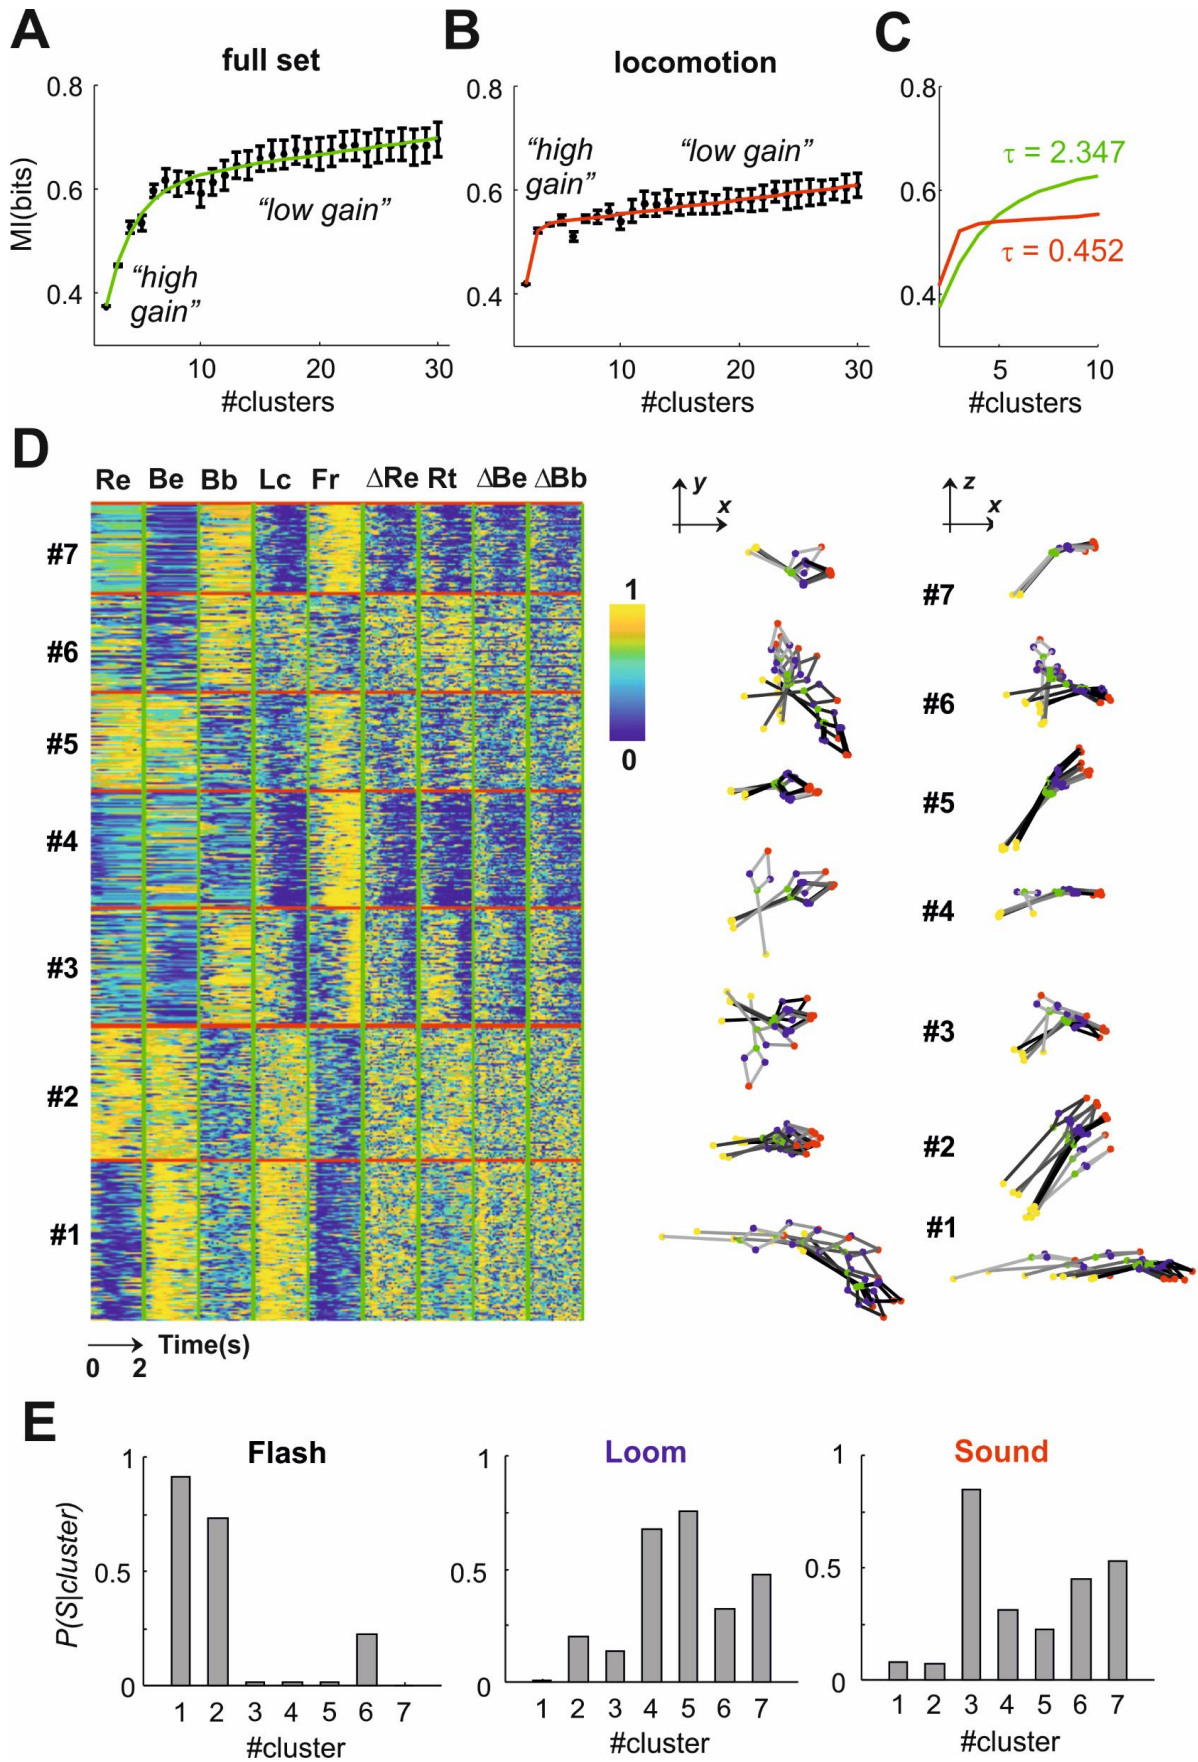 A
B
C
full set
locomotion
0.8
0.6
0.4
MI(bits)
"high
gain"
"low gain"
10
20
30
#clusters
0.8
0.6
0.4
"high
gain"
"low gain"
10
20
30
#clusters
0.8
0.6
0.4
τ = 2.347
τ = 0.452
5
10
#clusters
D
Re Be Bb Lc Fr ΔRe Rt ΔBe ΔBb
#7
#6
#5
#4
#3
#2
#1
0 2 Time(s)
1
0
y
x
z
x
#7
#6
#5
#4
#3
#2
#1
E
Flash
1
0.5
0
P(S|cluster)
1 2 3 4 5 6 7
#cluster
Loom
1
0.5
0
1 2 3 4 5 6 7
#cluster
Sound
1
0.5
0
1 2 3 4 5 6 7
#cluster